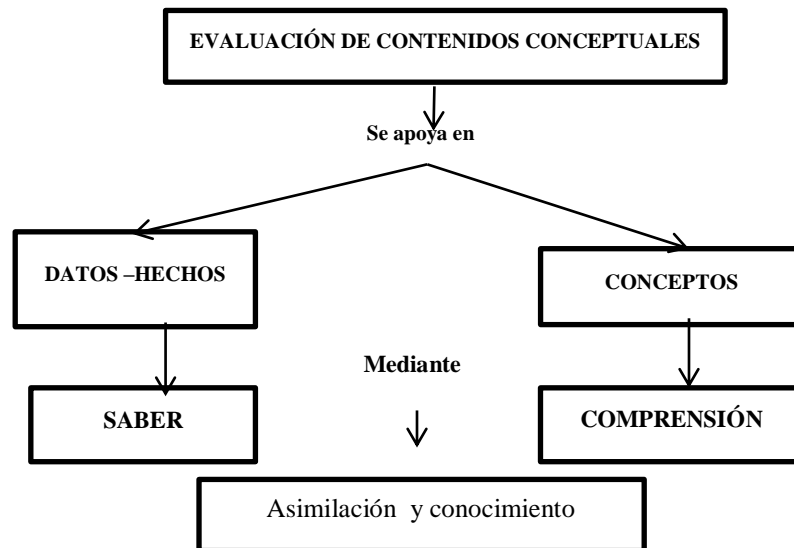 EVALUACIÓN DE CONTENIDOS CONCEPTUALES
Se apoya en
DATOS –HECHOS
CONCEPTOS
Mediante
SABER
COMPRENSIÓN
Asimilación y conocimiento